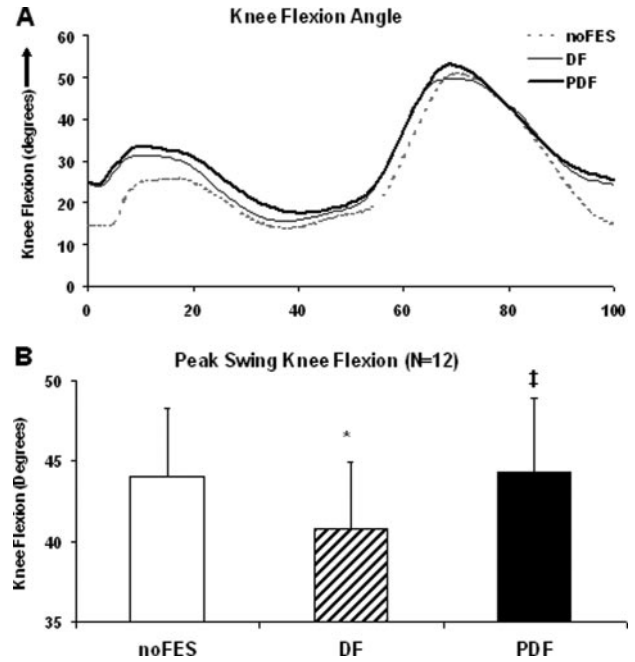 A
Knee Flexion Angle
noFES
DF
PDF
Knee Flexion (degrees)
60
50
40
30
20
10
0
0 20 40 60 80 100
B
Peak Swing Knee Flexion (N=12)
Knee Flexion (Degrees)
50
45
40
35
*
‡
noFES DF PDF